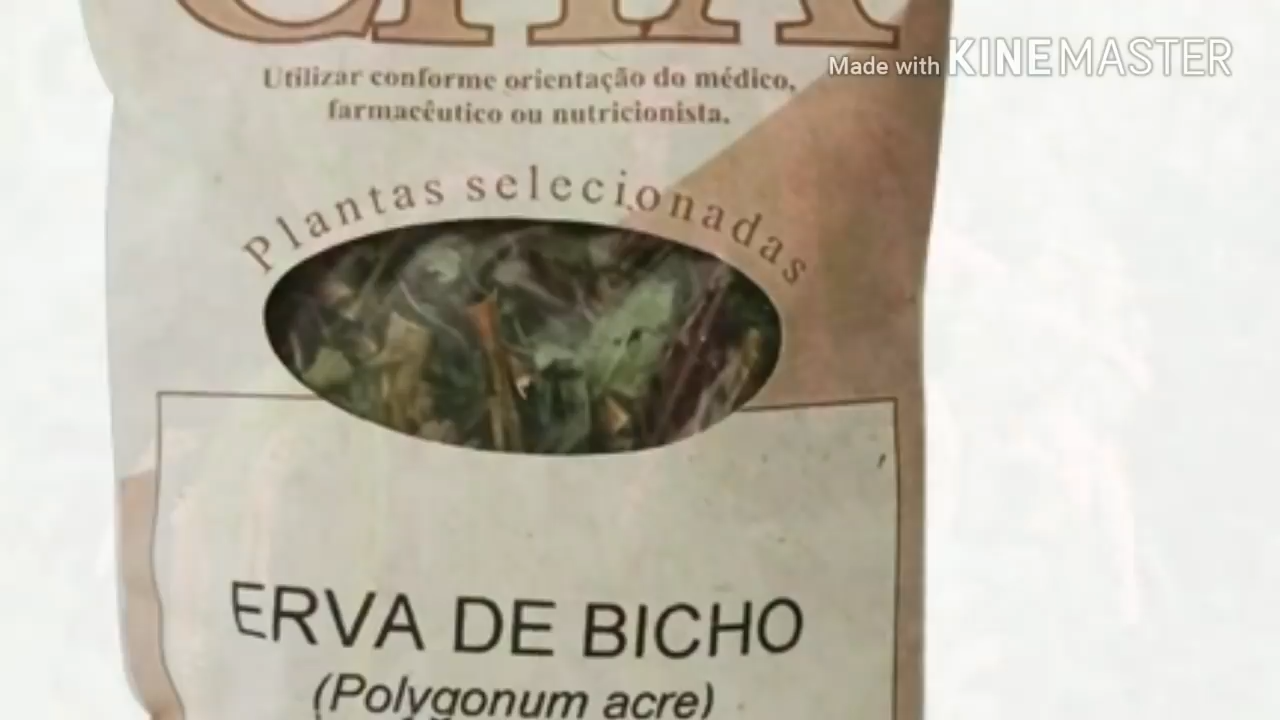 Made with KINEMASTER
Utilizar conforme orientação do médico,
farmacêutico ou nutricionista.
Plantas selecionadas
ERVA DE BICHO
(Polygonum acre)